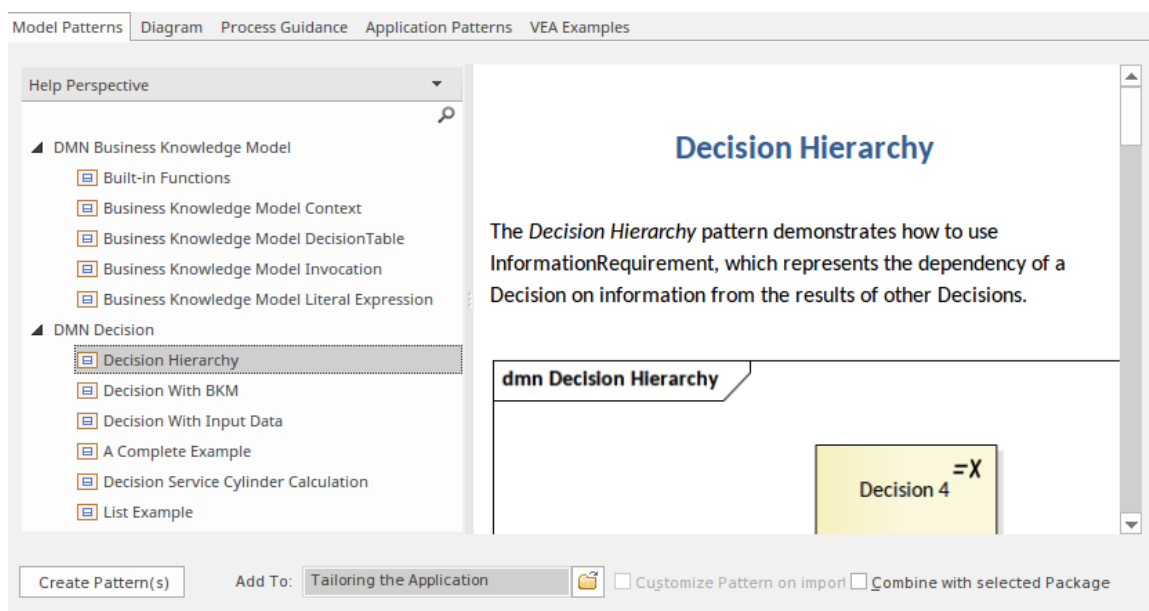 Model Patterns Diagram Process Guidance Application Patterns VEA Examples
Help Perspective
DMN Business Knowledge Model
Built-in Functions
Business Knowledge Model Context
Business Knowledge Model DecisionTable
Business Knowledge Model Invocation
Business Knowledge Model Literal Expression
DMN Decision
Decision Hierarchy
Decision With BKM
Decision With Input Data
A Complete Example
Decision Service Cylinder Calculation
List Example
Decision Hierarchy
The Decision Hierarchy pattern demonstrates how to use
InformationRequirement, which represents the dependency of a
Decision on information from the results of other Decisions.
dmn Decision Hierarchy
=X
Decision 4
Create Pattern(s) Add To: Tailoring the Application Customize Pattern on import Combine with selected Package